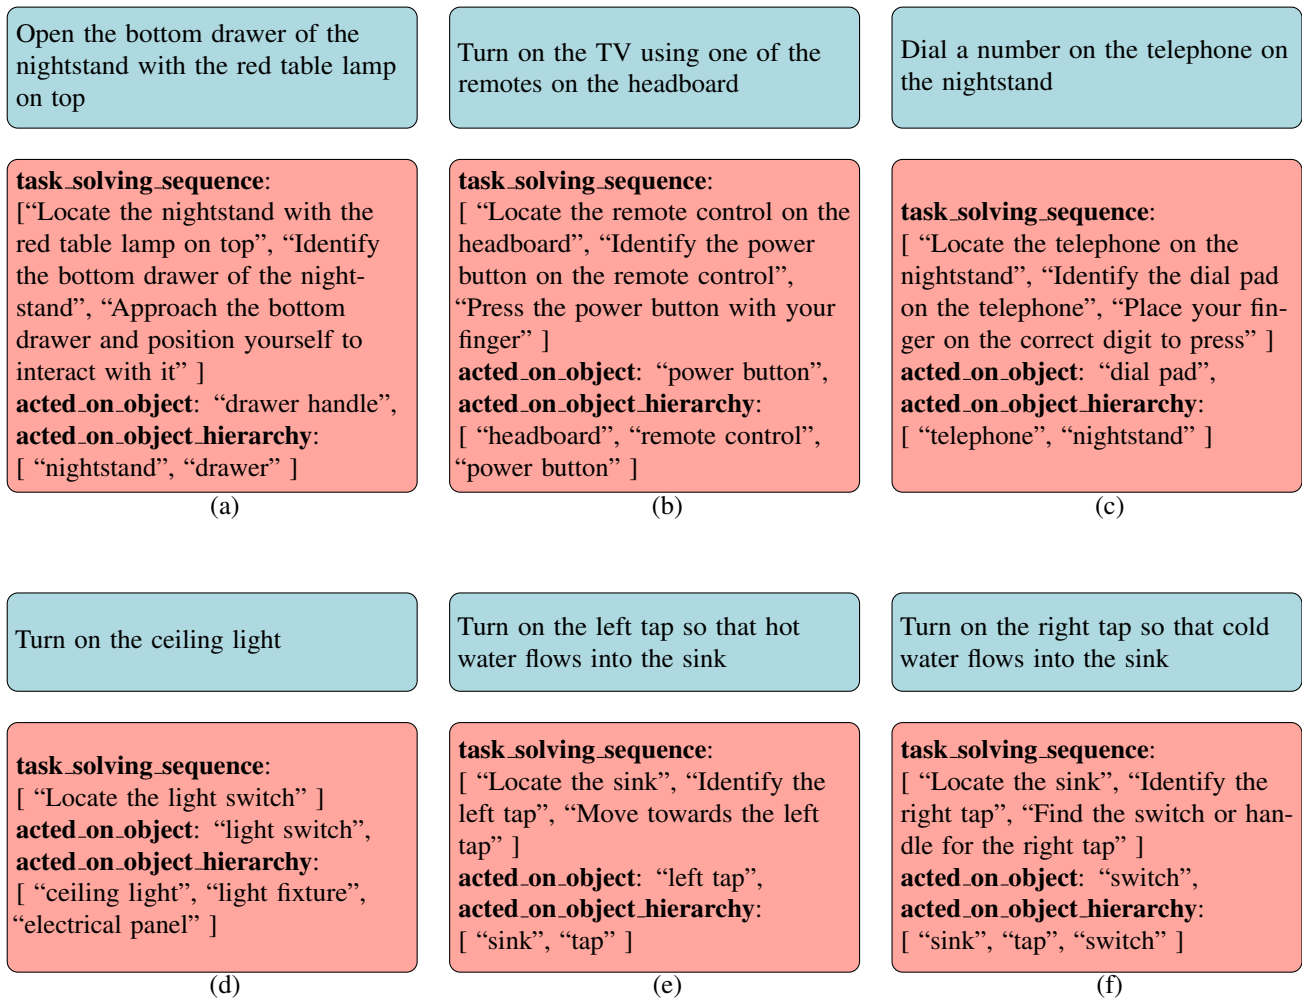 Open the bottom drawer of the
nightstand with the red table lamp
on top
Turn on the TV using one of the
remotes on the headboard
Dial a number on the telephone on
the nightstand
task_solving_sequence:
[“Locate the nightstand with the
red table lamp on top”, “Identify
the bottom drawer of the night-
stand”, “Approach the bottom
drawer and position yourself to
interact with it” ]
acted_on_object: “drawer handle”,
acted_on_object_hierarchy:
[ “nightstand”, “drawer” ]
(a)
task_solving_sequence:
[ “Locate the remote control on the
headboard”, “Identify the power
button on the remote control”,
“Press the power button with your
finger” ]
acted_on_object: “power button”,
acted_on_object_hierarchy:
[ “headboard”, “remote control”,
“power button” ]
(b)
task_solving_sequence:
[ “Locate the telephone on the
nightstand”, “Identify the dial pad
on the telephone”, “Place your fin-
ger on the correct digit to press” ]
acted_on_object: “dial pad”,
acted_on_object_hierarchy:
[ “telephone”, “nightstand” ]
(c)
Turn on the ceiling light
Turn on the left tap so that hot
water flows into the sink
Turn on the right tap so that cold
water flows into the sink
task_solving_sequence:
[ “Locate the light switch” ]
acted_on_object: “light switch”,
acted_on_object_hierarchy:
[ “ceiling light”, “light fixture”,
“electrical panel” ]
(d)
task_solving_sequence:
[ “Locate the sink”, “Identify the
left tap”, “Move towards the left
tap” ]
acted_on_object: “left tap”,
acted_on_object_hierarchy:
[ “sink”, “tap” ]
(e)
task_solving_sequence:
[ “Locate the sink”, “Identify the
right tap”, “Find the switch or han-
dle for the right tap” ]
acted_on_object: “switch”,
acted_on_object_hierarchy:
[ “sink”, “tap”, “switch” ]
(f)